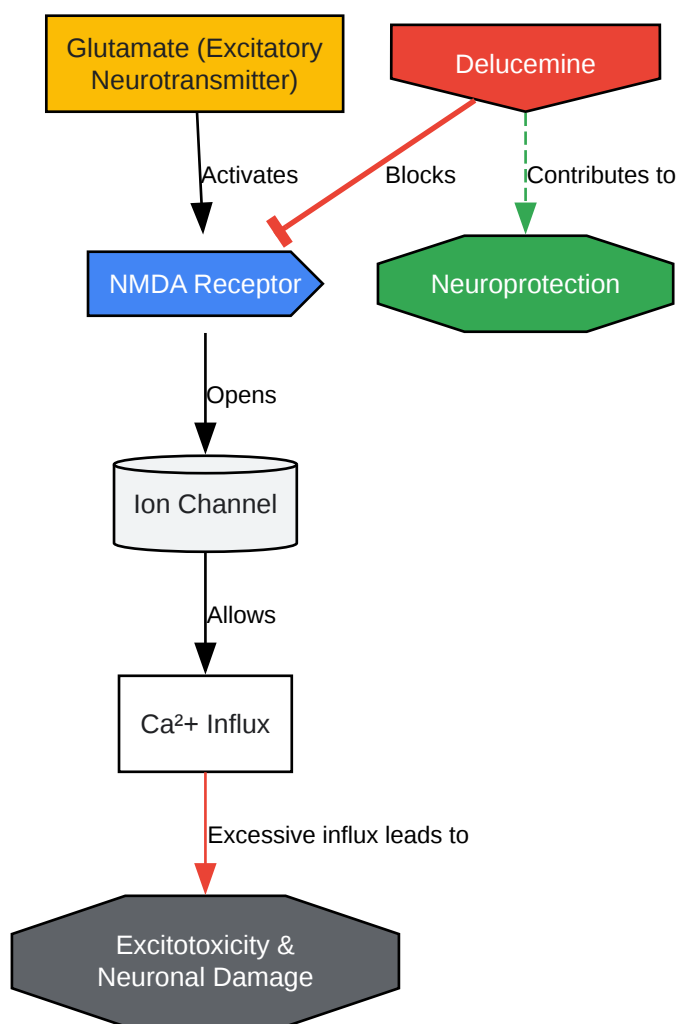 Glutamate (Excitatory
Neurotransmitter)
Delucemine
Activates
Blocks
Contributes to
NMDA Receptor
Neuroprotection
Opens
Ion Channel
Allows
Ca²+ Influx
Excessive influx leads to
Excitotoxicity &
Neuronal Damage